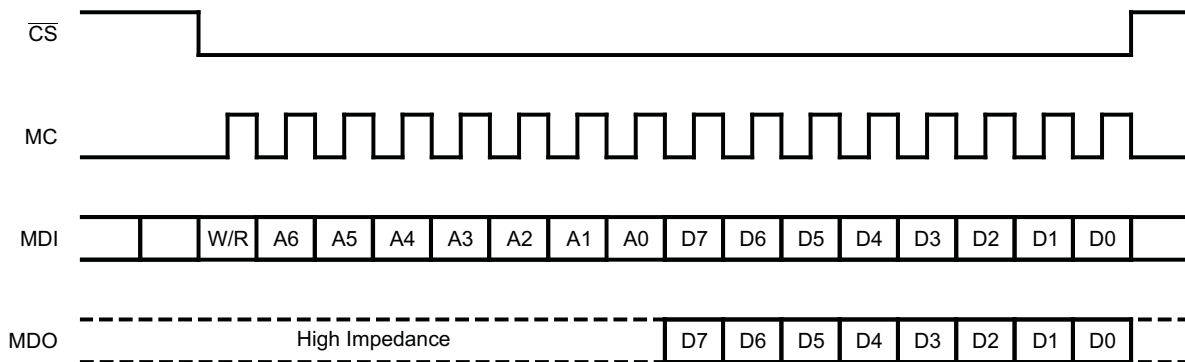 C̅S̅
MC
MDI W/R A6 A5 A4 A3 A2 A1 A0 D7 D6 D5 D4 D3 D2 D1 D0
MDO High Impedance D7 D6 D5 D4 D3 D2 D1 D0